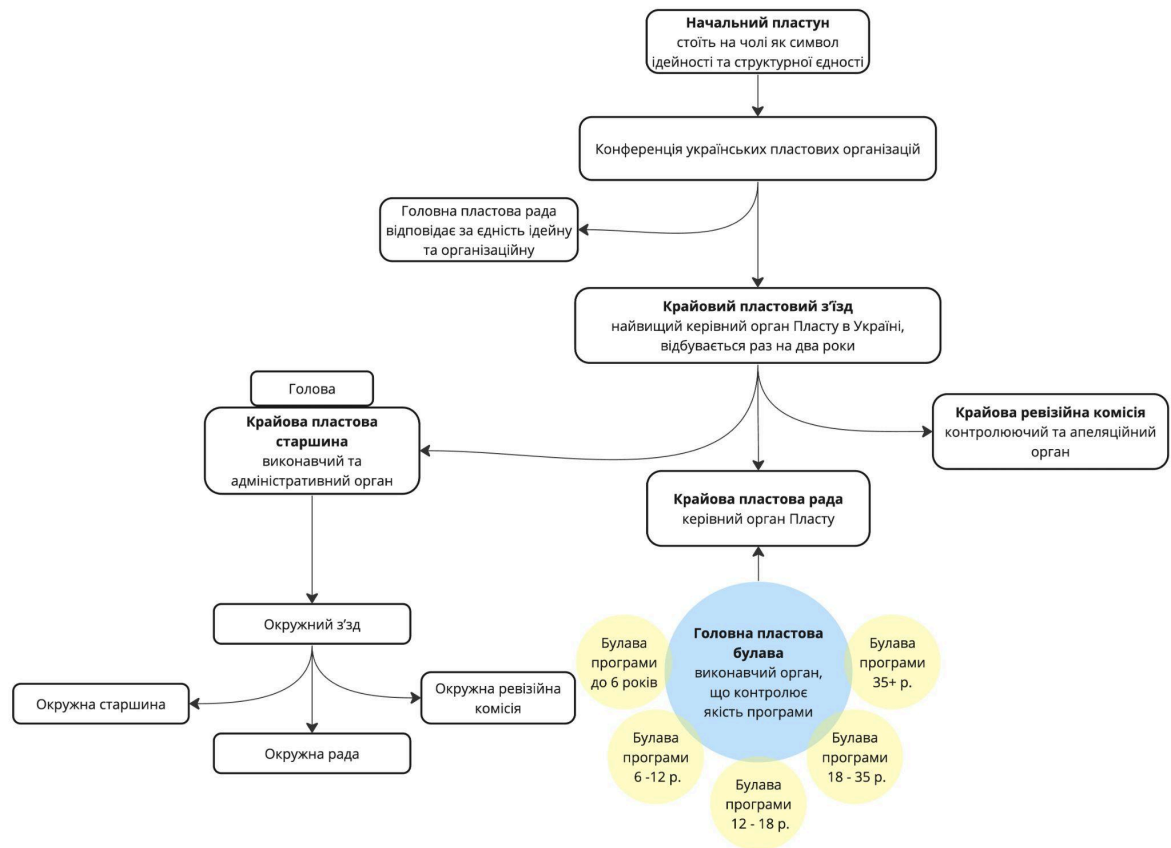 Начальний пластун
стоїть на чолі як символ
ідейності та структурної єдності
Конференція українських пластових організацій
Головна пластова рада
відповідає за єдність ідейну
та організаційну
Крайовий пластовий з’їзд
найвищий керівний орган Пласту в Україні,
відбувається раз на два роки
Голова
Крайова пластова
старшина
виконавчий та
адміністративний орган
Крайова ревізійна комісія
контролюючий та апеляційний
орган
Крайова пластова рада
керівний орган Пласту
Окружний з’зд
Окружна старшина
Окружна ревізійна
комісія
Окружна рада
Головна пластова
булава
виконавчий орган,
що контролює
якість програми
Булава
програми
до 6 років
Булава
програми
6 -12 р.
Булава
програми
12 - 18 р.
Булава
програми
18 - 35 р.
Булава
програми
35+ р.